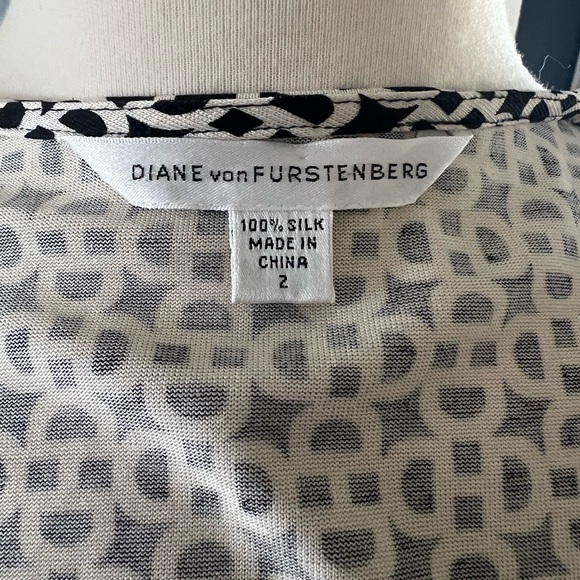 DIANE von FURSTENBERG
100% SILK
MADE IN
CHINA
2